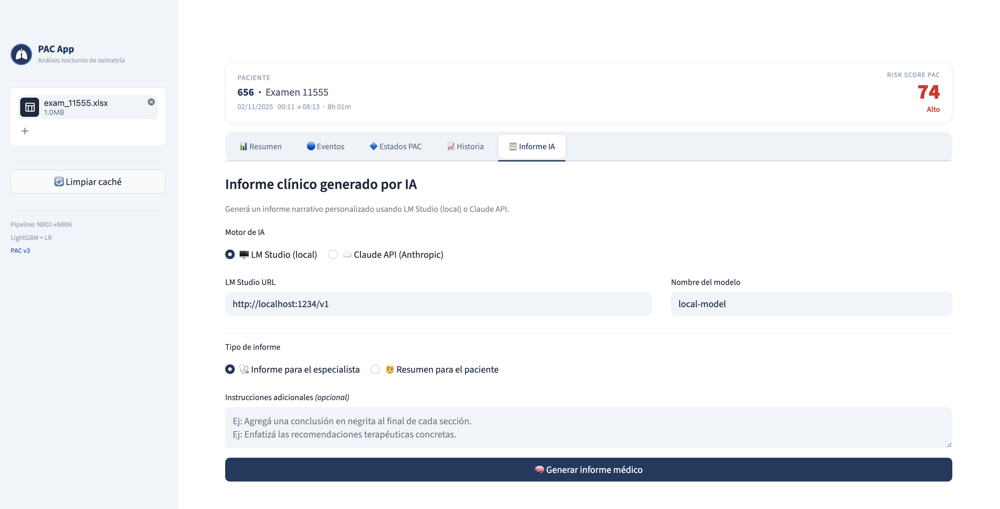 PAC App
Análisis nocturno de oximetría
exam_11555.xlsx
1.0MB
+
Limpiar caché
Pipeline: NB01→NB06
LightGBM + LR
PAC v3
PACIENTE
656 • Examen 11555
02/11/2025 00:11 → 08:13 · 8h 01m
RISK SCORE PAC
74
Alto
Resumen
Eventos
Estados PAC
Historia
Informe IA
Informe clínico generado por IA
Generá un informe narrativo personalizado usando LM Studio (local) o Claude API.
Motor de IA
LM Studio (local)
Claude API (Anthropic)
LM Studio URL
http://localhost:1234/v1
Nombre del modelo
local-model
Tipo de informe
Informe para el especialista
Resumen para el paciente
Instrucciones adicionales (opcional)
Ej: Agregá una conclusión en negrita al final de cada sección.
Ej: Enfatizá las recomendaciones terapéuticas concretas.
Generar informe médico